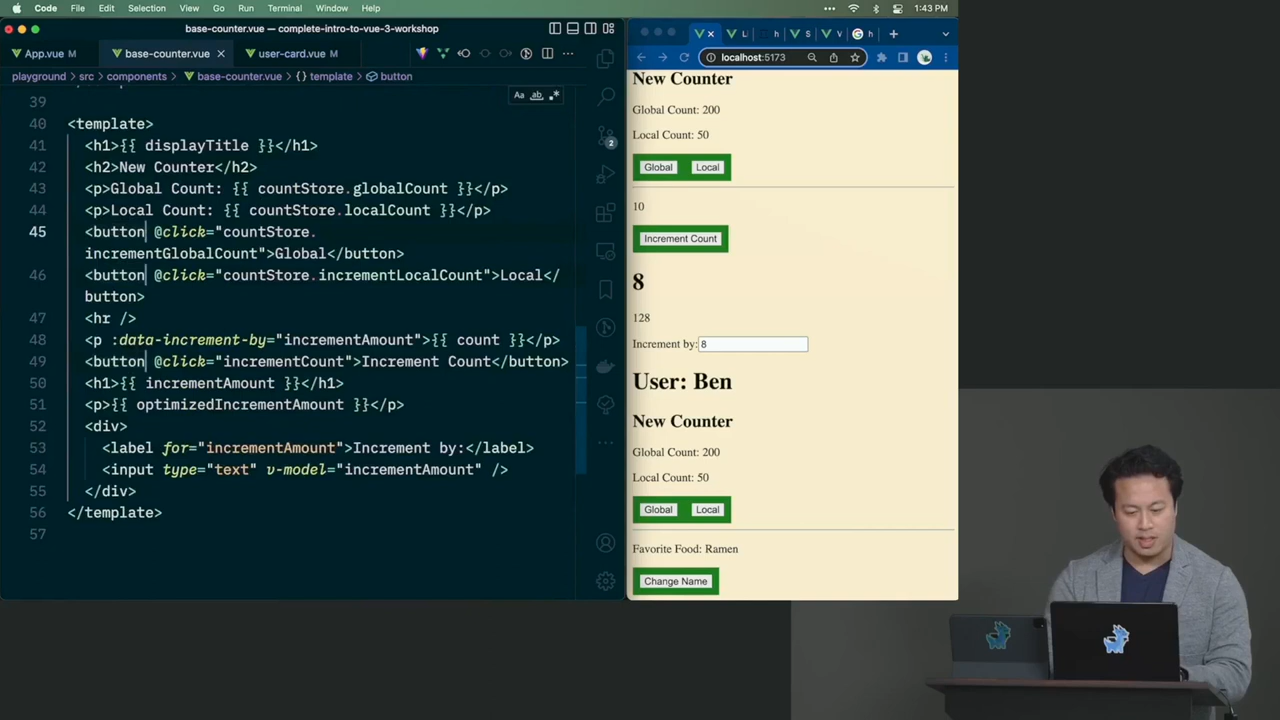 Code File Edit Selection View Go Run Terminal Window Help
1:43 PM
base-counter.vue — complete-intro-to-vue-3-workshop
App.vue M
base-counter.vue
user-card.vue M
playground > src > components > base-counter.vue > {} template > button
Aa ab
39
40 <template>
41 <h1>{{ displayTitle }}</h1>
42 <h2>New Counter</h2>
43 <p>Global Count: {{ countStore.globalCount }}</p>
44 <p>Local Count: {{ countStore.localCount }}</p>
45 <button @click="countStore.
incrementGlobalCount">Global</button>
46 <button @click="countStore.incrementLocalCount">Local</
button>
47 <hr />
48 <p :data-increment-by="incrementAmount">{{ count }}</p>
49 <button @click="incrementCount">Increment Count</button>
50 <h1>{{ incrementAmount }}</h1>
51 <p>{{ optimizedIncrementAmount }}</p>
52 <div>
53 <label for="incrementAmount">Increment by:</label>
54 <input type="text" v-model="incrementAmount" />
55 </div>
56 </template>
57
2
localhost:5173
New Counter
Global Count: 200
Local Count: 50
Global Local
10
Increment Count
8
128
Increment by: 8
User: Ben
New Counter
Global Count: 200
Local Count: 50
Global Local
Favorite Food: Ramen
Change Name